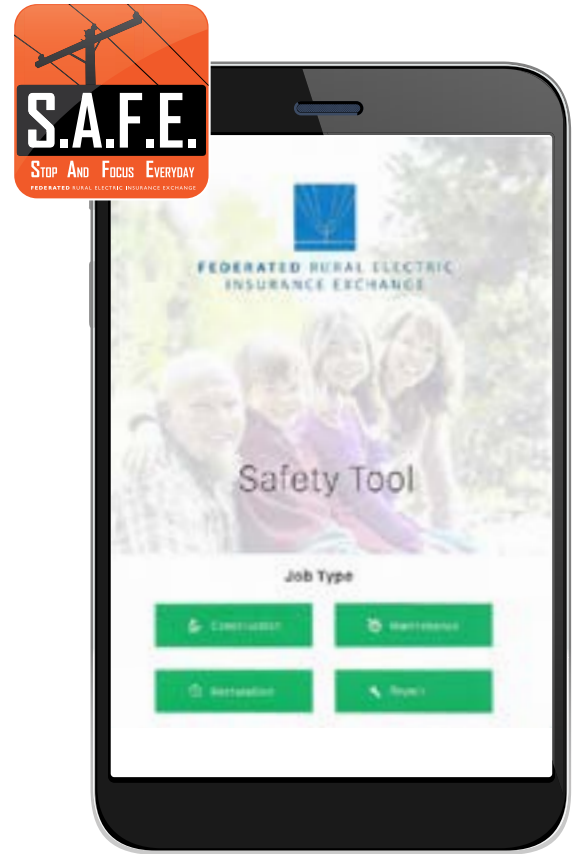 S.A.F.E.
STOP AND FOCUS EVERYDAY
FEDERATED RURAL ELECTRIC INSURANCE EXCHANGE
FEDERATED RURAL ELECTRIC
INSURANCE EXCHANGE
Safety Tool
Job Type
Construction
Maintenance
Repair